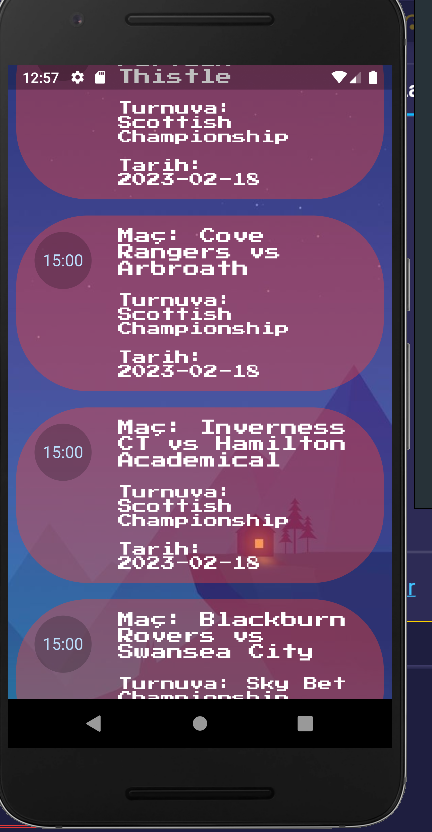 12:57
Thistle
Turnuva:
Scottish
Championship
Tarih:
2023-02-18
15:00
Maç: Cove
Rangers vs
Arbroath
Turnuva:
Scottish
Championship
Tarih:
2023-02-18
15:00
Maç: Inverness
CT vs Hamilton
Academical
Turnuva:
Scottish
Championship
Tarih:
2023-02-18
15:00
Maç: Blackburn
Rovers vs
Swansea City
Turnuva: Sky Bet
Championship